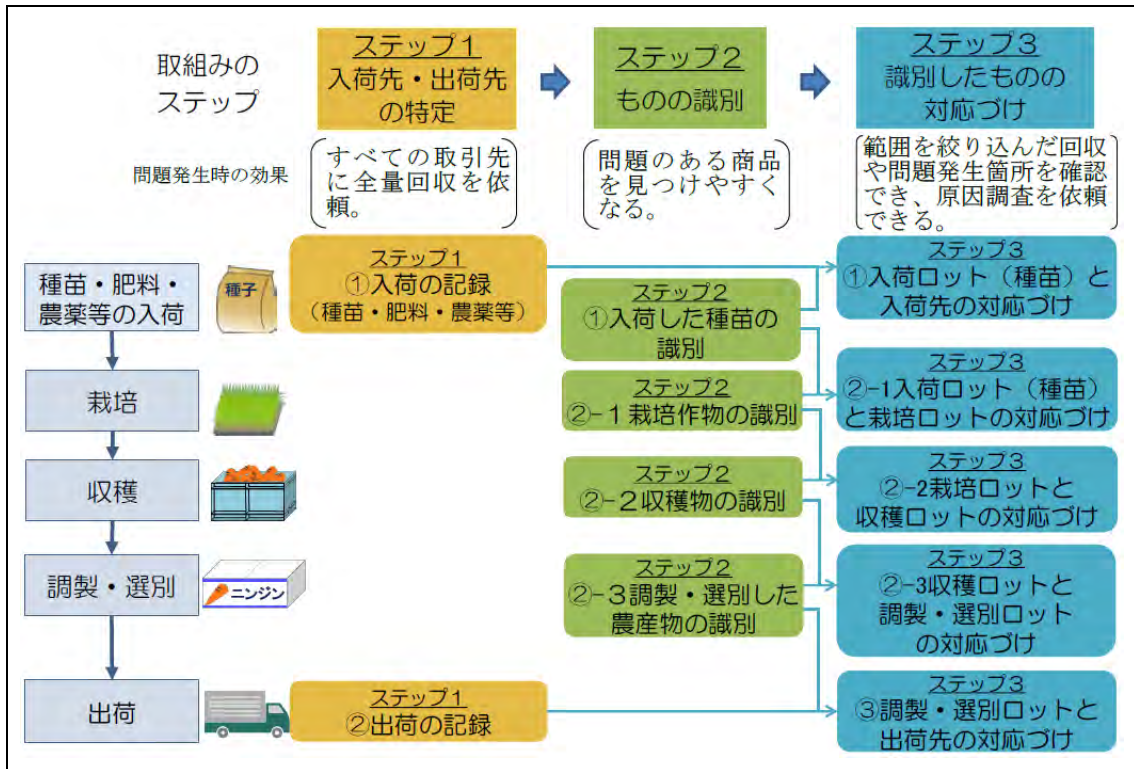 取組みの
ステップ
ステップ1
入荷先・出荷先
の特定
ステップ2
ものの識別
ステップ3
識別したものの
対応づけ
問題発生時の効果
すべての取引先
に全量回収を依
頼。
問題のある商品
を見つけやすく
なる。
範囲を絞り込んだ回収
や問題発生箇所を確認
でき、原因調査を依頼
できる。
種苗・肥料・
農薬等の入荷
種子
ステップ1
①入荷の記録
(種苗・肥料・農薬等)
ステップ2
①入荷した種苗の
識別
ステップ3
①入荷ロット(種苗)と
入荷先の対応づけ
栽培
ステップ2
②-1栽培作物の識別
ステップ3
②-1入荷ロット(種苗)
と栽培ロットの対応づけ
収穫
ステップ2
②-2収穫物の識別
ステップ3
②-2栽培ロットと
収穫ロットの対応づけ
調製・選別
ニンジン
ステップ2
②-3調製・選別した
農産物の識別
ステップ3
②-3収穫ロットと
調製・選別ロット
の対応づけ
出荷
ステップ1
②出荷の記録
ステップ3
③調製・選別ロットと
出荷先の対応づけ